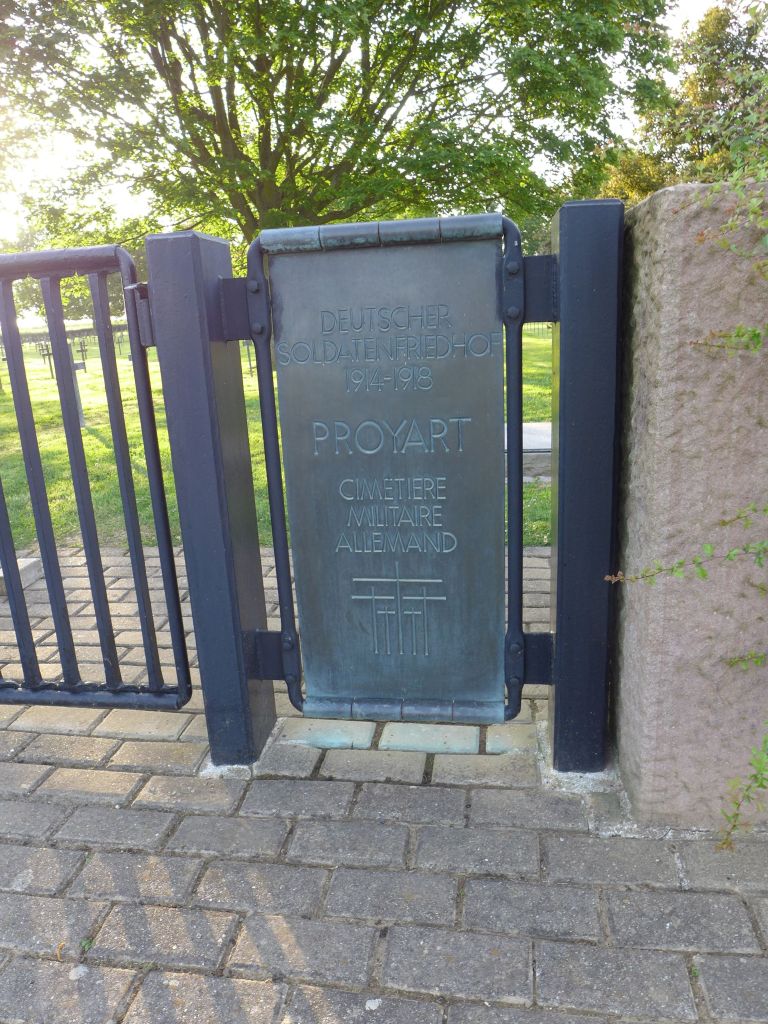 DEUTSCHER
SOLDATENFRIEDHOF
1914-1918
PROYART
CIMETIERE
MILITAIRE
ALLEMAND